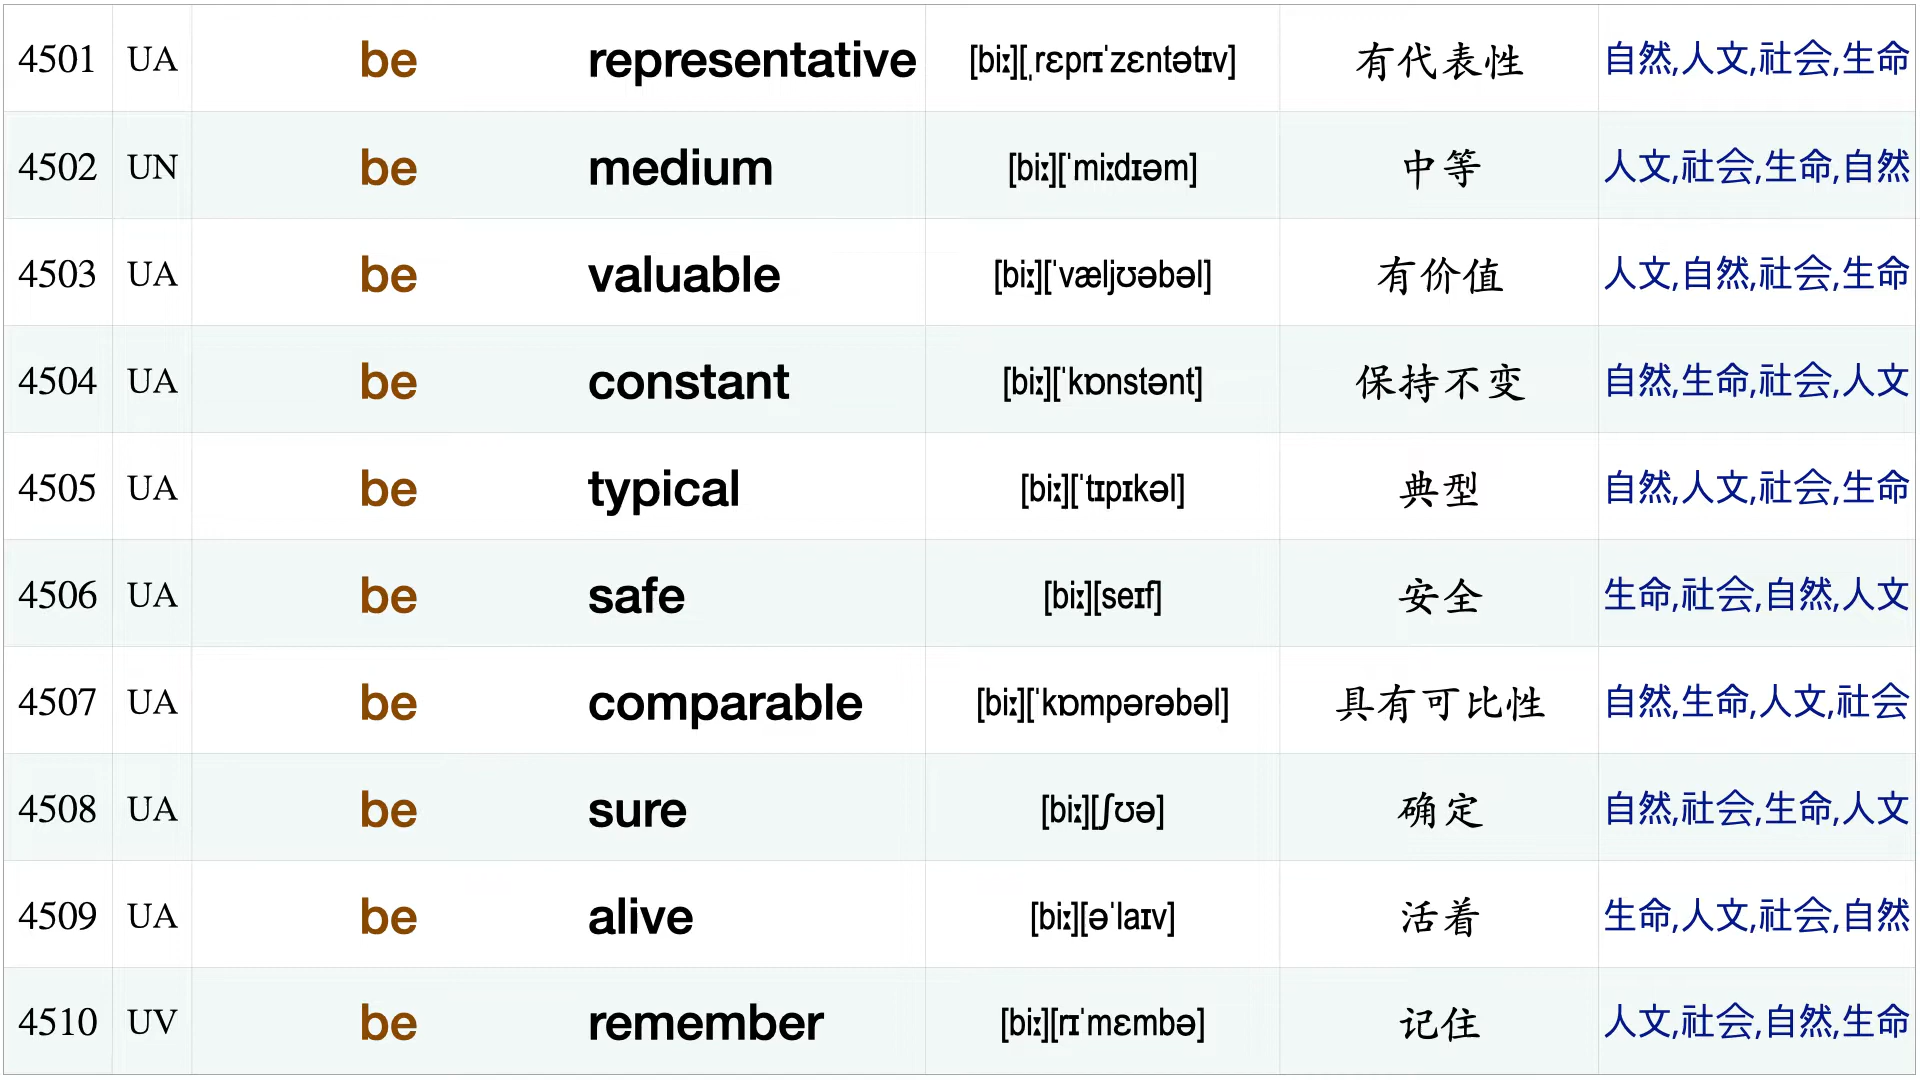 4501 UA be representative [biː][ˌrɛprɪˈzɛntətɪv] 有代表性 自然,人文,社会,生命
4502 UN be medium [biː][ˈmiːdɪəm] 中等 人文,社会,生命,自然
4503 UA be valuable [biː][ˈvæljʊəbəl] 有价值 人文,自然,社会,生命
4504 UA be constant [biː][ˈkɒnstənt] 保持不变 自然,生命,社会,人文
4505 UA be typical [biː][ˈtɪpɪkəl] 典型 自然,人文,社会,生命
4506 UA be safe [biː][seɪf] 安全 生命,社会,自然,人文
4507 UA be comparable [biː][ˈkɒmpərəbəl] 具有可比性 自然,生命,人文,社会
4508 UA be sure [biː][ʃʊə] 确定 自然,社会,生命,人文
4509 UA be alive [biː][əˈlaɪv] 活着 生命,人文,社会,自然
4510 UV be remember [biː][rɪˈmɛmbə] 记住 人文,社会,自然,生命